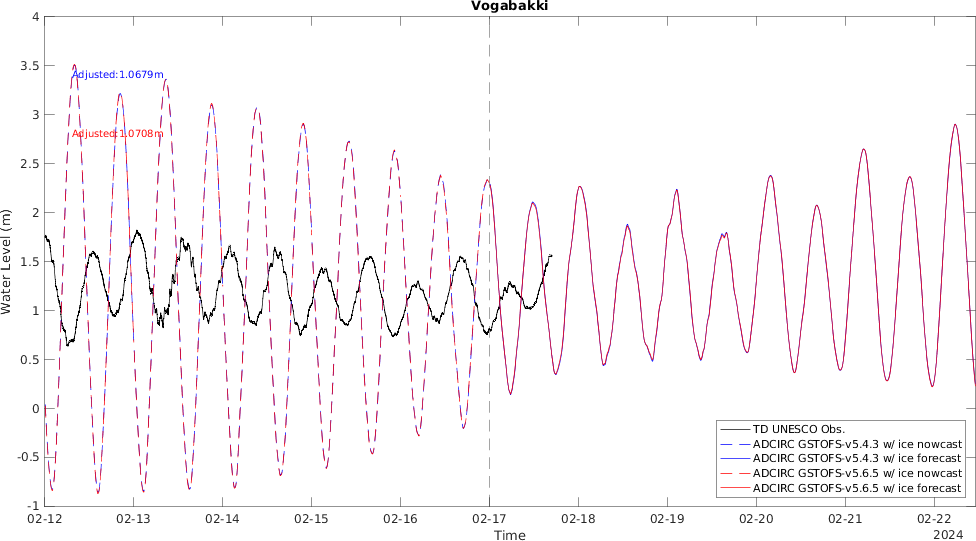 Vogabakki
4
3.5
3
2.5
2
1.5
1
0.5
0
-0.5
-1
Water Level (m)
Adjusted:1.0679m
Adjusted:1.0708m
TD UNESCO Obs.
ADCIRC GSTOFS-v5.4.3 w/ ice nowcast
ADCIRC GSTOFS-v5.4.3 w/ ice forecast
ADCIRC GSTOFS-v5.6.5 w/ ice nowcast
ADCIRC GSTOFS-v5.6.5 w/ ice forecast
02-12 02-13 02-14 02-15 02-16 02-17 02-18 02-19 02-20 02-21 02-22
Time
2024